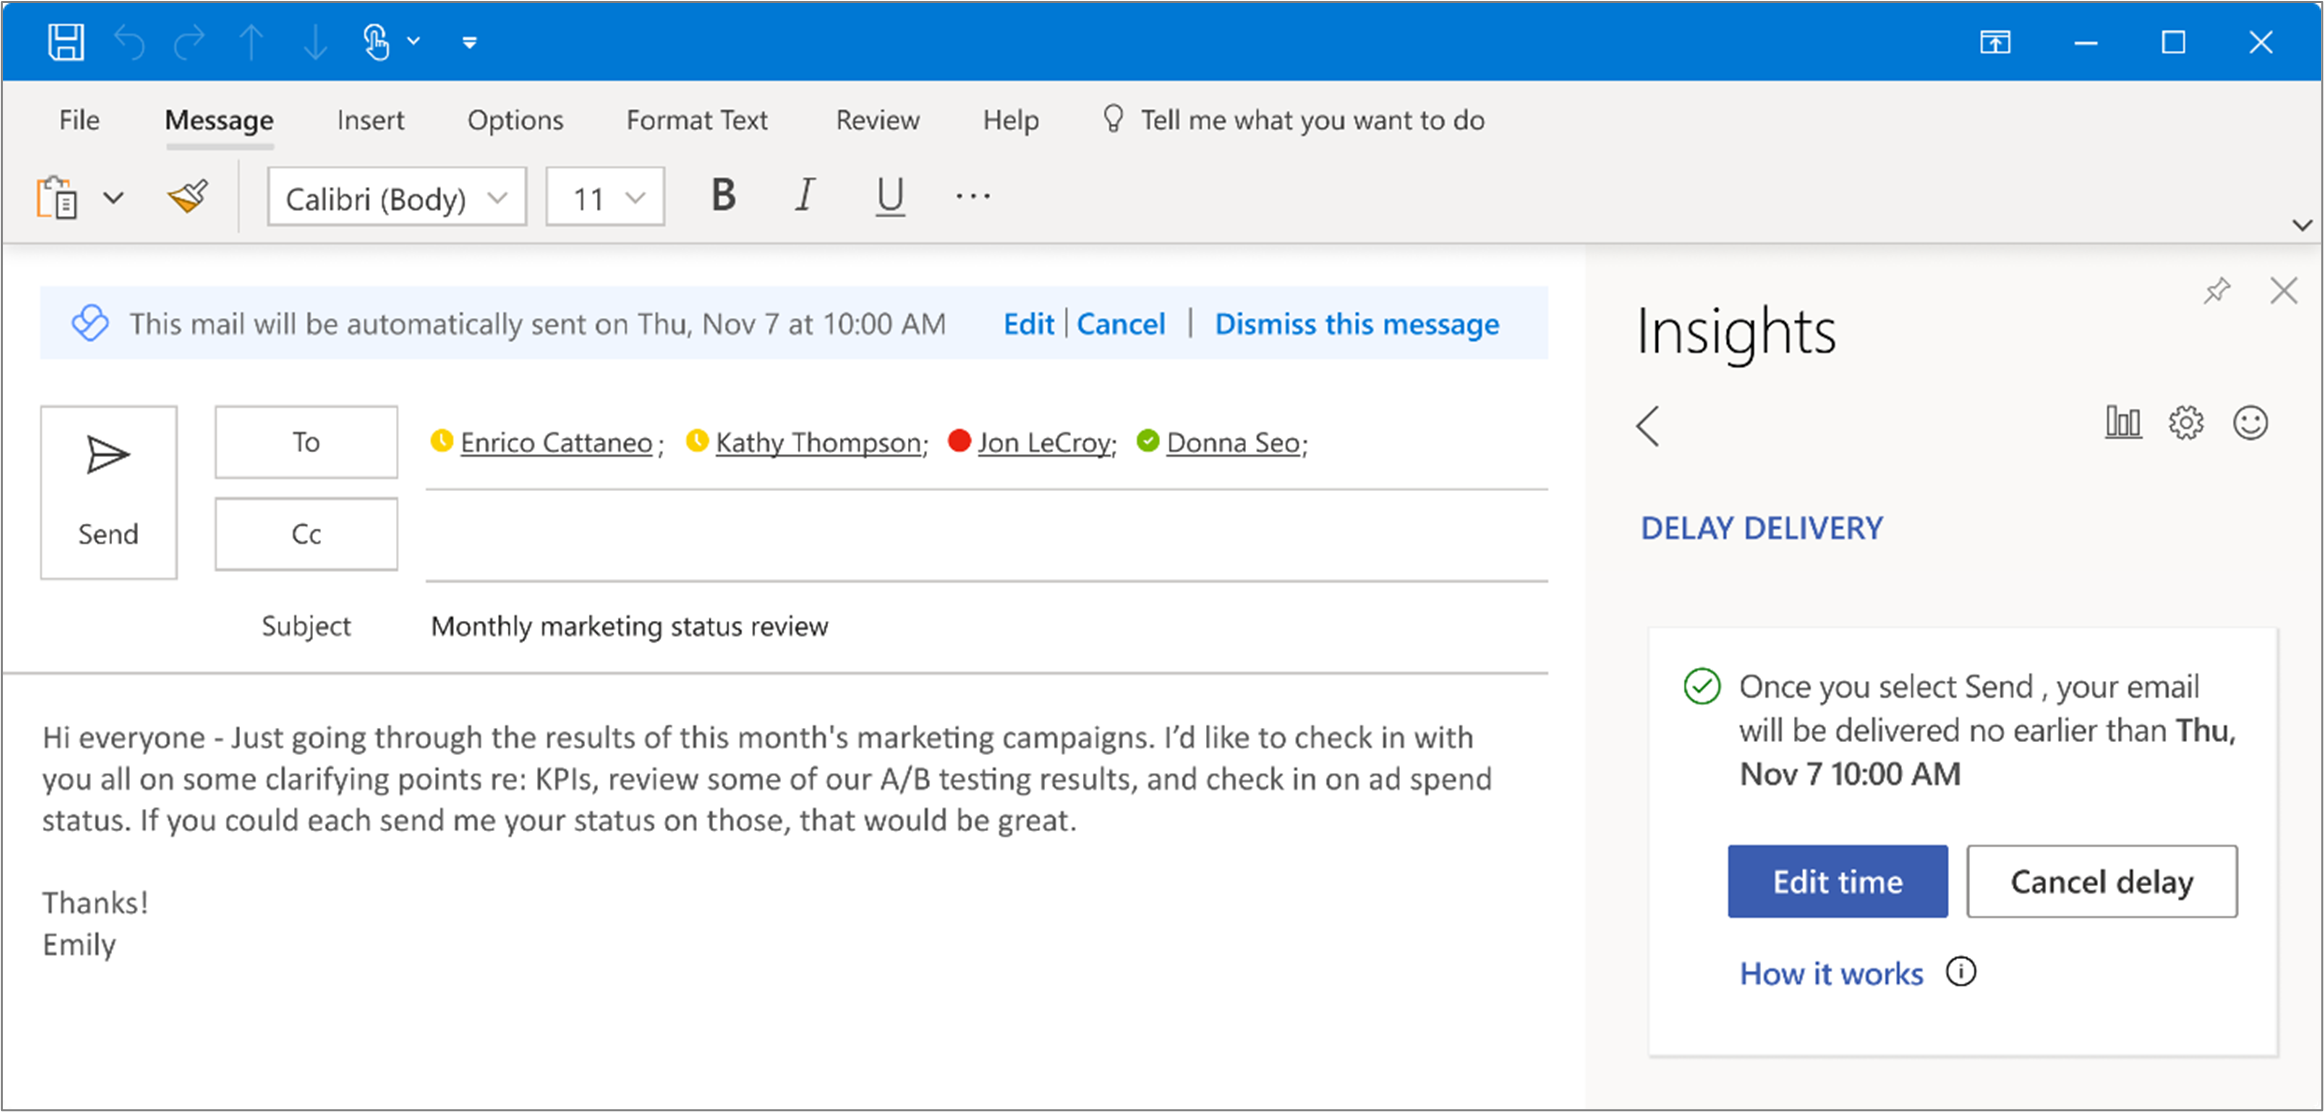 File Message Insert Options Format Text Review Help Tell me what you want to do
Calibri (Body) 11 B I U ...
This mail will be automatically sent on Thu, Nov 7 at 10:00 AM Edit | Cancel | Dismiss this message
Send
To Enrico Cattaneo ; Kathy Thompson; Jon LeCroy; Donna Seo;
Cc
Subject Monthly marketing status review
Hi everyone - Just going through the results of this month's marketing campaigns. I’d like to check in with
you all on some clarifying points re: KPIs, review some of our A/B testing results, and check in on ad spend
status. If you could each send me your status on those, that would be great.
Thanks!
Emily
Insights
DELAY DELIVERY
Once you select Send , your email
will be delivered no earlier than Thu,
Nov 7 10:00 AM
Edit time Cancel delay
How it works